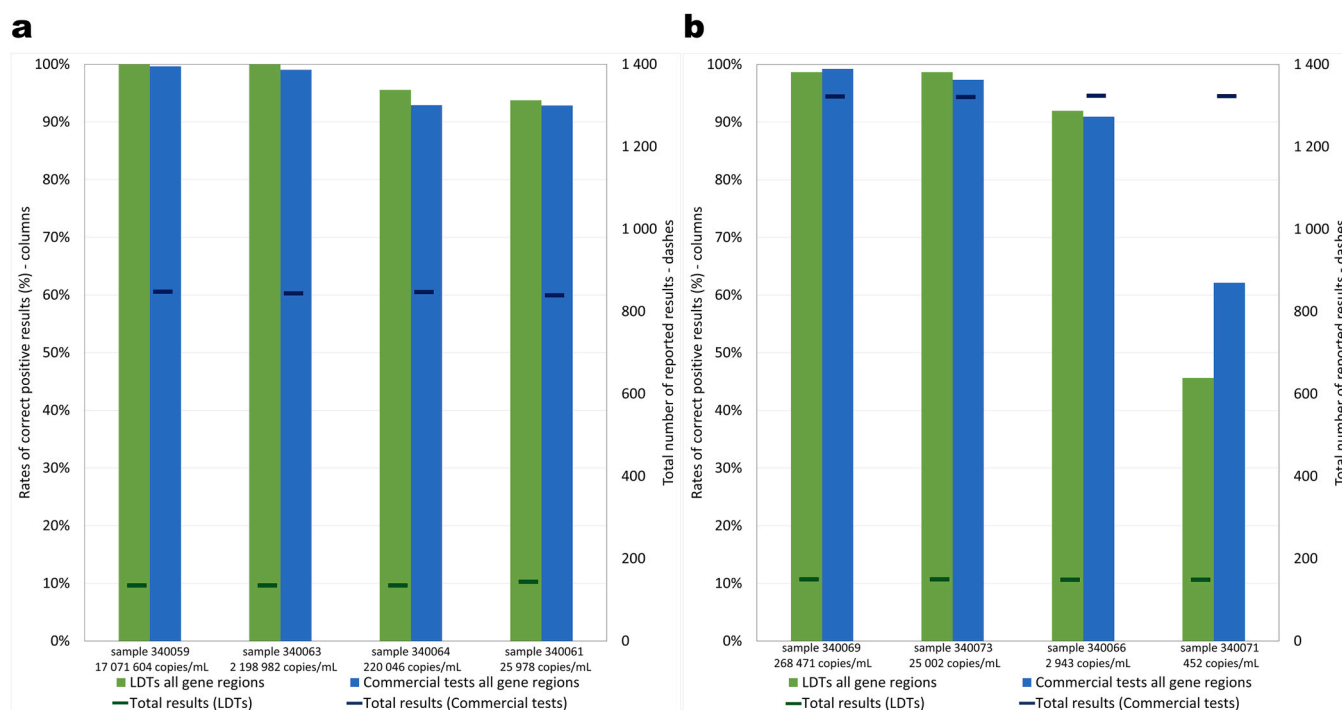 a
100%
90%
80%
70%
60%
50%
40%
30%
20%
10%
0%
Rates of correct positive results (%) - columns
1 400
1 200
1 000
800
600
400
200
0
Total number of reported results - dashes
sample 340059
17 071 604 copies/mL
sample 340063
2 198 982 copies/mL
sample 340064
220 046 copies/mL
sample 340061
25 978 copies/mL
LDTs all gene regions
Commercial tests all gene regions
Total results (LDTs)
Total results (Commercial tests)
b
100%
90%
80%
70%
60%
50%
40%
30%
20%
10%
0%
Rates of correct positive results (%) - columns
1 400
1 200
1 000
800
600
400
200
0
Total number of reported results - dashes
sample 340069
268 471 copies/mL
sample 340073
25 002 copies/mL
sample 340066
2 943 copies/mL
sample 340071
452 copies/mL
LDTs all gene regions
Commercial tests all gene regions
Total results (LDTs)
Total results (Commercial tests)